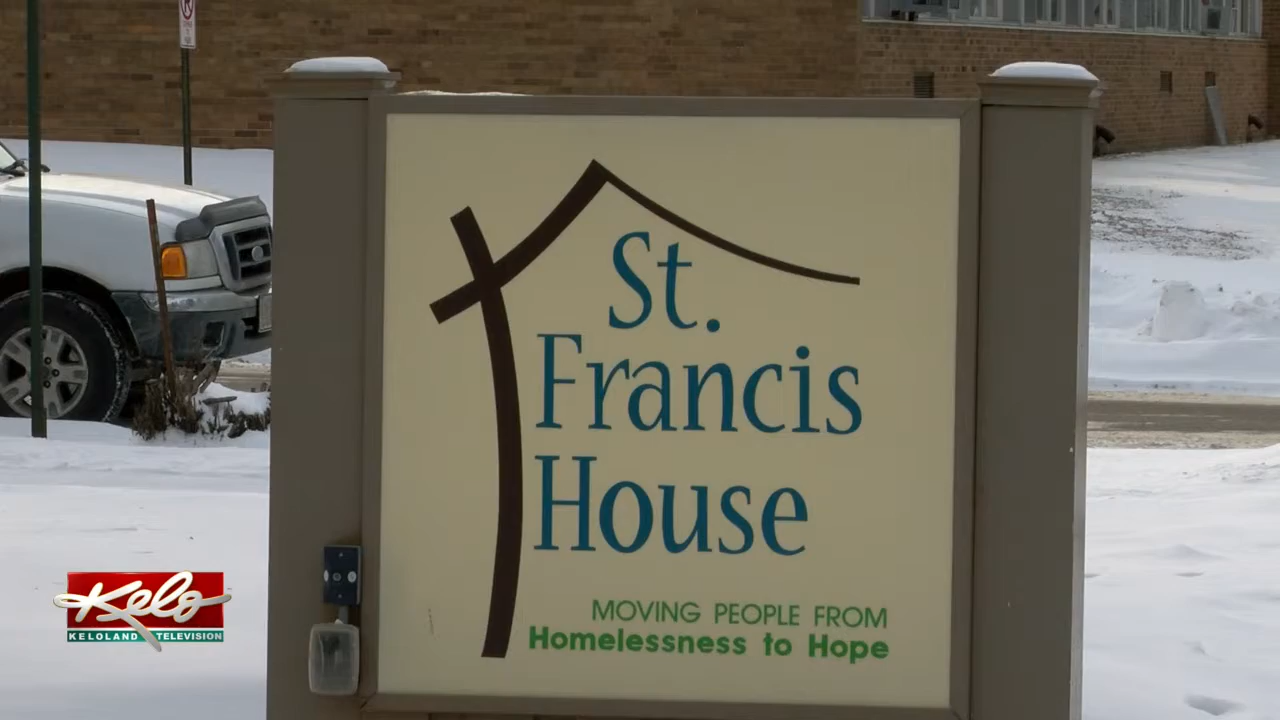 St.
Francis
House
MOVING PEOPLE FROM
Homelessness to Hope
Kelo
KELOLAND TELEVISION